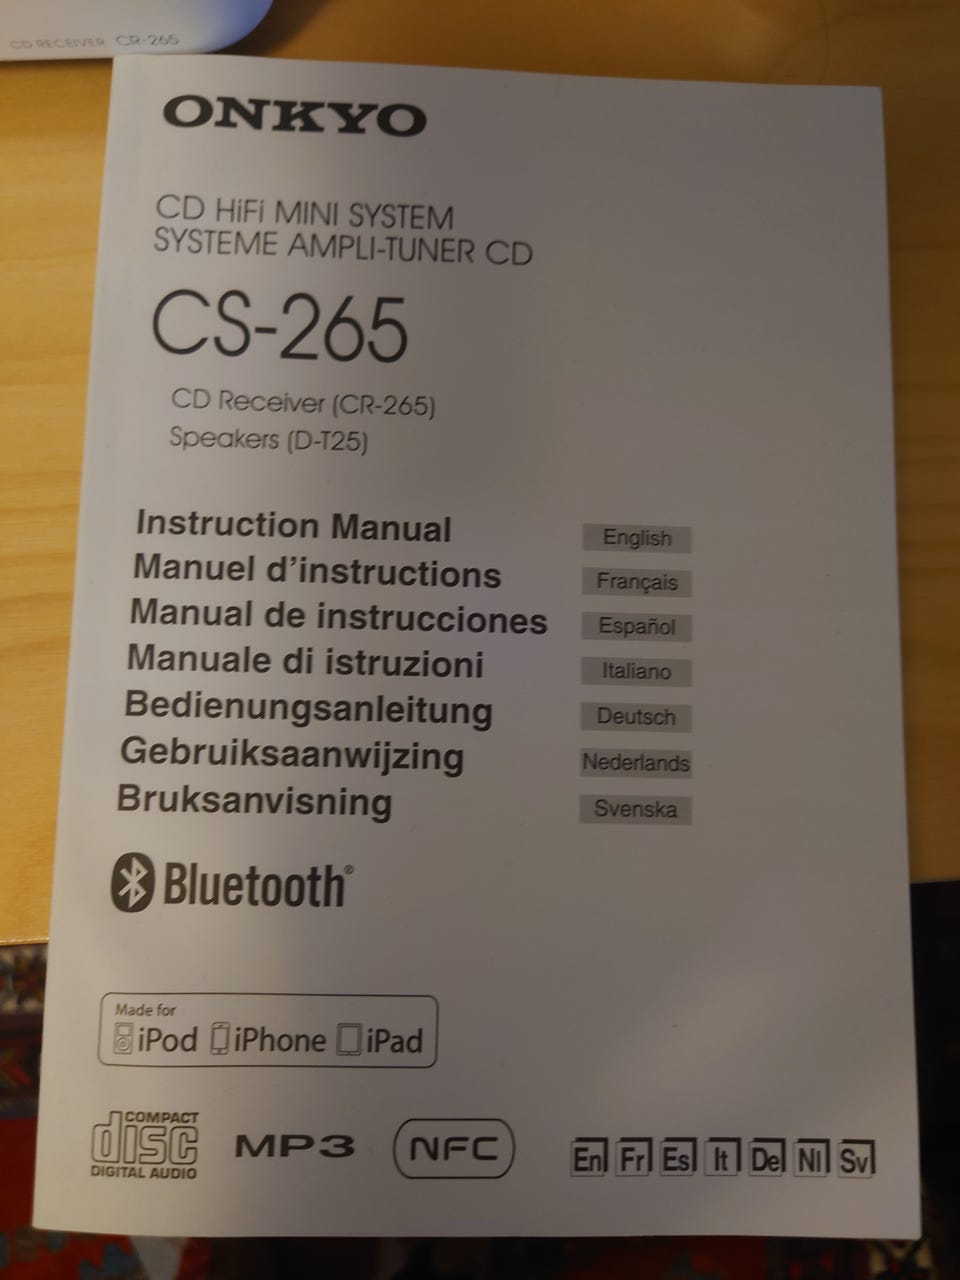 CD RECEIVER CR-265
ONKYO
CD HiFi MINI SYSTEM
SYSTEME AMPLI-TUNER CD
CS-265
CD Receiver (CR-265)
Speakers (D-T25)
Instruction Manual English
Manuel d’instructions Français
Manual de instrucciones Español
Manuale di istruzioni Italiano
Bedienungsanleitung Deutsch
Gebruiksaanwijzing Nederlands
Bruksanvisning Svenska
Bluetooth®
Made for
iPod iPhone iPad
COMPACT
disc
DIGITAL AUDIO
MP3 NFC En Fr Es It De Nl Sv